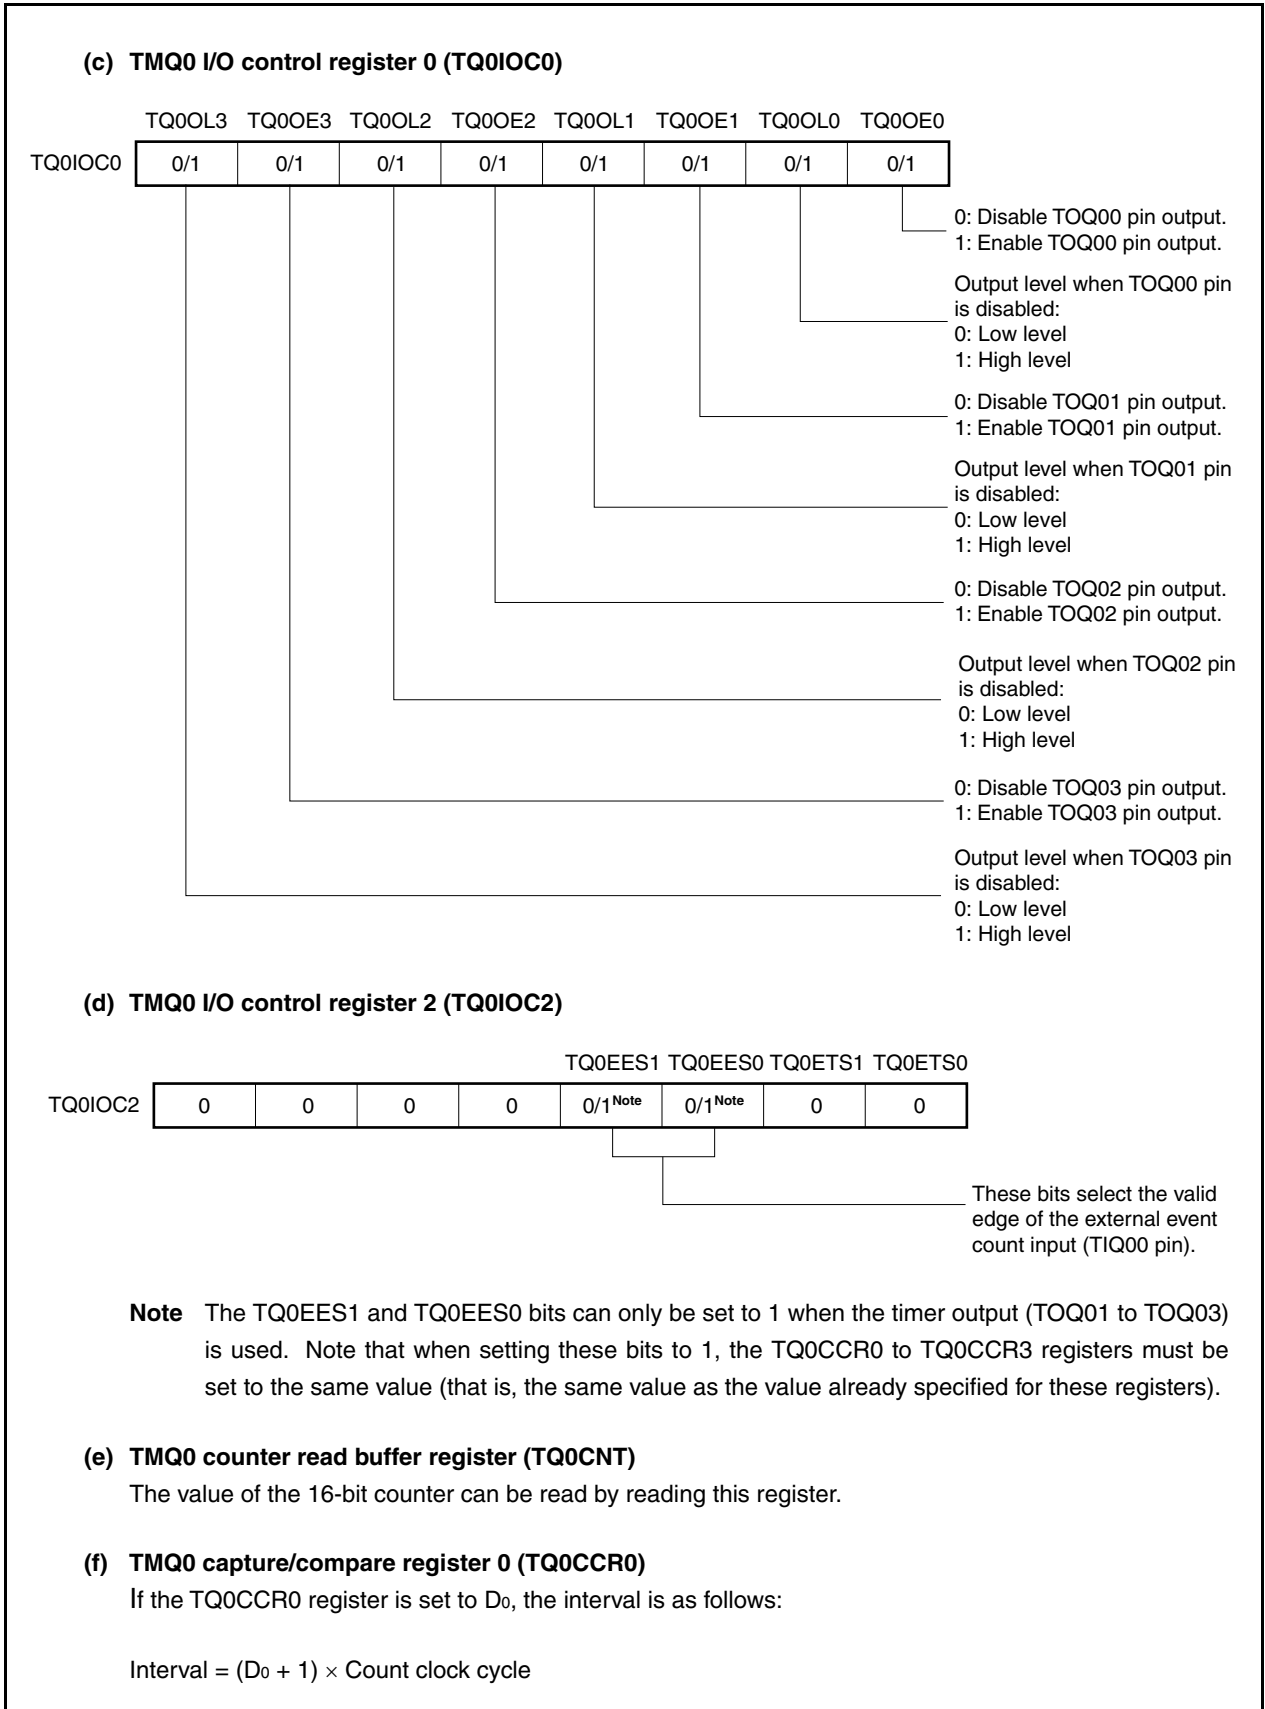 (c) TMQ0 I/O control register 0 (TQ0IOC0)
TQ0OL3 TQ0OE3 TQ0OL2 TQ0OE2 TQ0OL1 TQ0OE1 TQ0OL0 TQ0OE0
TQ0IOC0 0/1 0/1 0/1 0/1 0/1 0/1 0/1 0/1
0: Disable TOQ00 pin output.
1: Enable TOQ00 pin output.
Output level when TOQ00 pin
is disabled:
0: Low level
1: High level
0: Disable TOQ01 pin output.
1: Enable TOQ01 pin output.
Output level when TOQ01 pin
is disabled:
0: Low level
1: High level
0: Disable TOQ02 pin output.
1: Enable TOQ02 pin output.
Output level when TOQ02 pin
is disabled:
0: Low level
1: High level
0: Disable TOQ03 pin output.
1: Enable TOQ03 pin output.
Output level when TOQ03 pin
is disabled:
0: Low level
1: High level
(d) TMQ0 I/O control register 2 (TQ0IOC2)
TQ0EES1 TQ0EES0 TQ0ETS1 TQ0ETS0
TQ0IOC2 0 0 0 0 0/1Note 0/1Note 0 0
These bits select the valid
edge of the external event
count input (TIQ00 pin).
Note The TQ0EES1 and TQ0EES0 bits can only be set to 1 when the timer output (TOQ01 to TOQ03)
is used. Note that when setting these bits to 1, the TQ0CCR0 to TQ0CCR3 registers must be
set to the same value (that is, the same value as the value already specified for these registers).
(e) TMQ0 counter read buffer register (TQ0CNT)
The value of the 16-bit counter can be read by reading this register.
(f) TMQ0 capture/compare register 0 (TQ0CCR0)
If the TQ0CCR0 register is set to D0, the interval is as follows:
Interval = (D0 + 1) × Count clock cycle